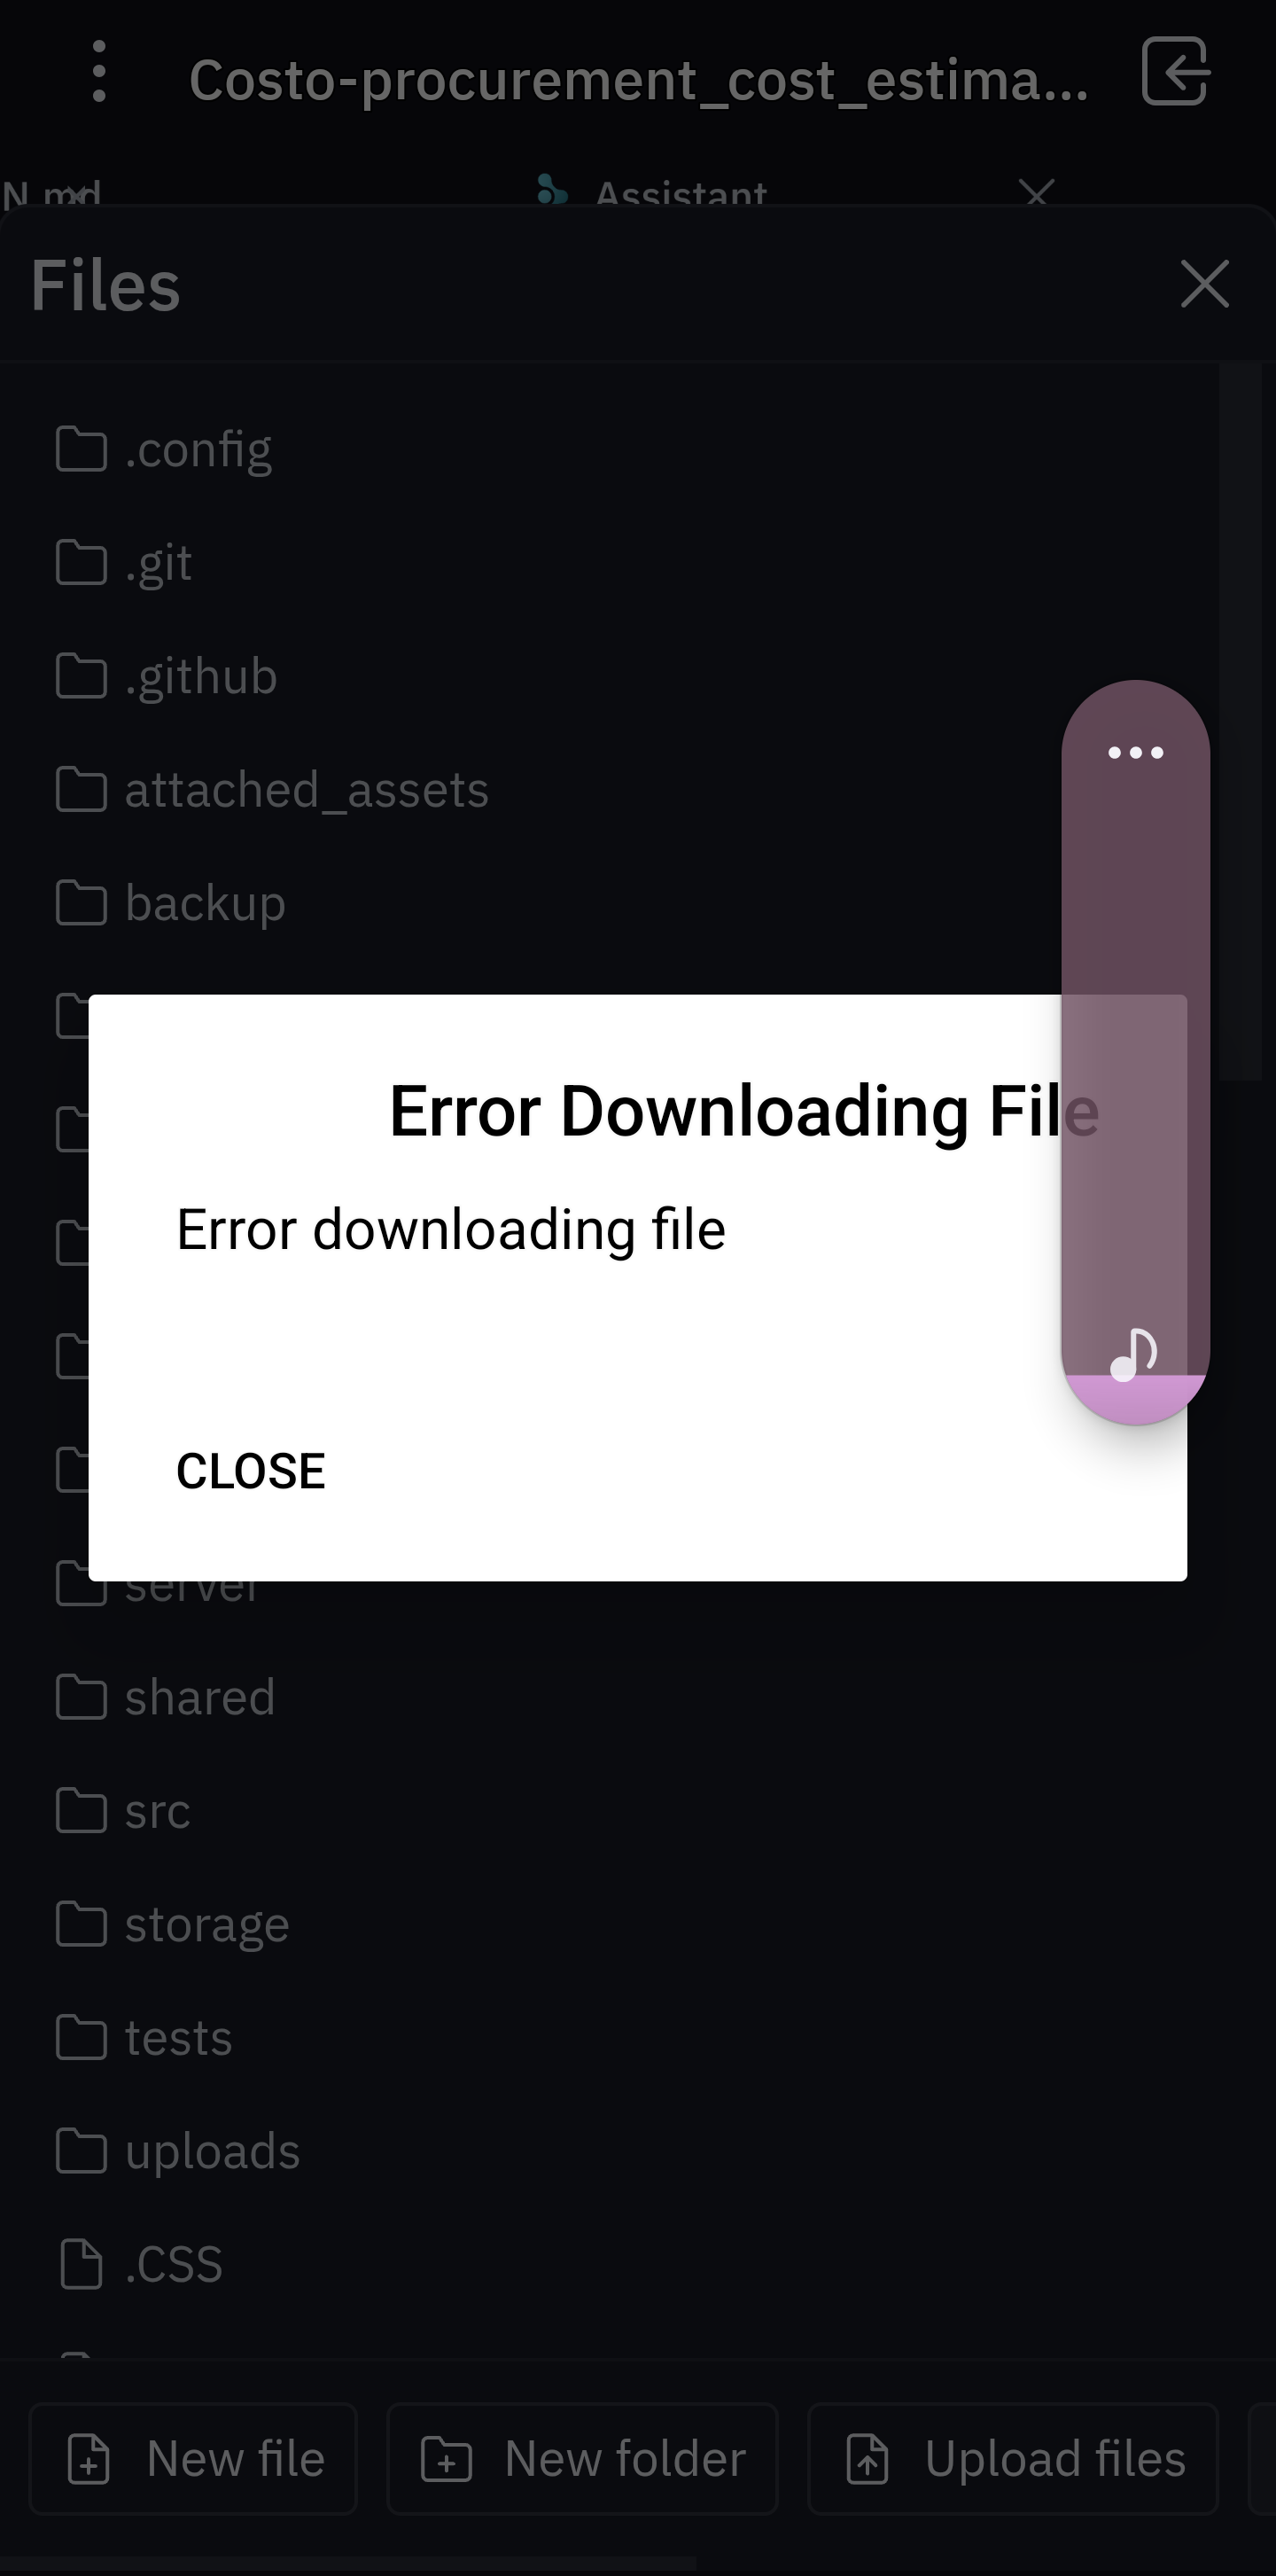 Costo-procurement_cost_estima...
N.md
Assistant
Files
.config
.git
.github
attached_assets
backup
Error Downloading File
Error downloading file
CLOSE
server
shared
src
storage
tests
uploads
.CSS
New file
New folder
Upload files